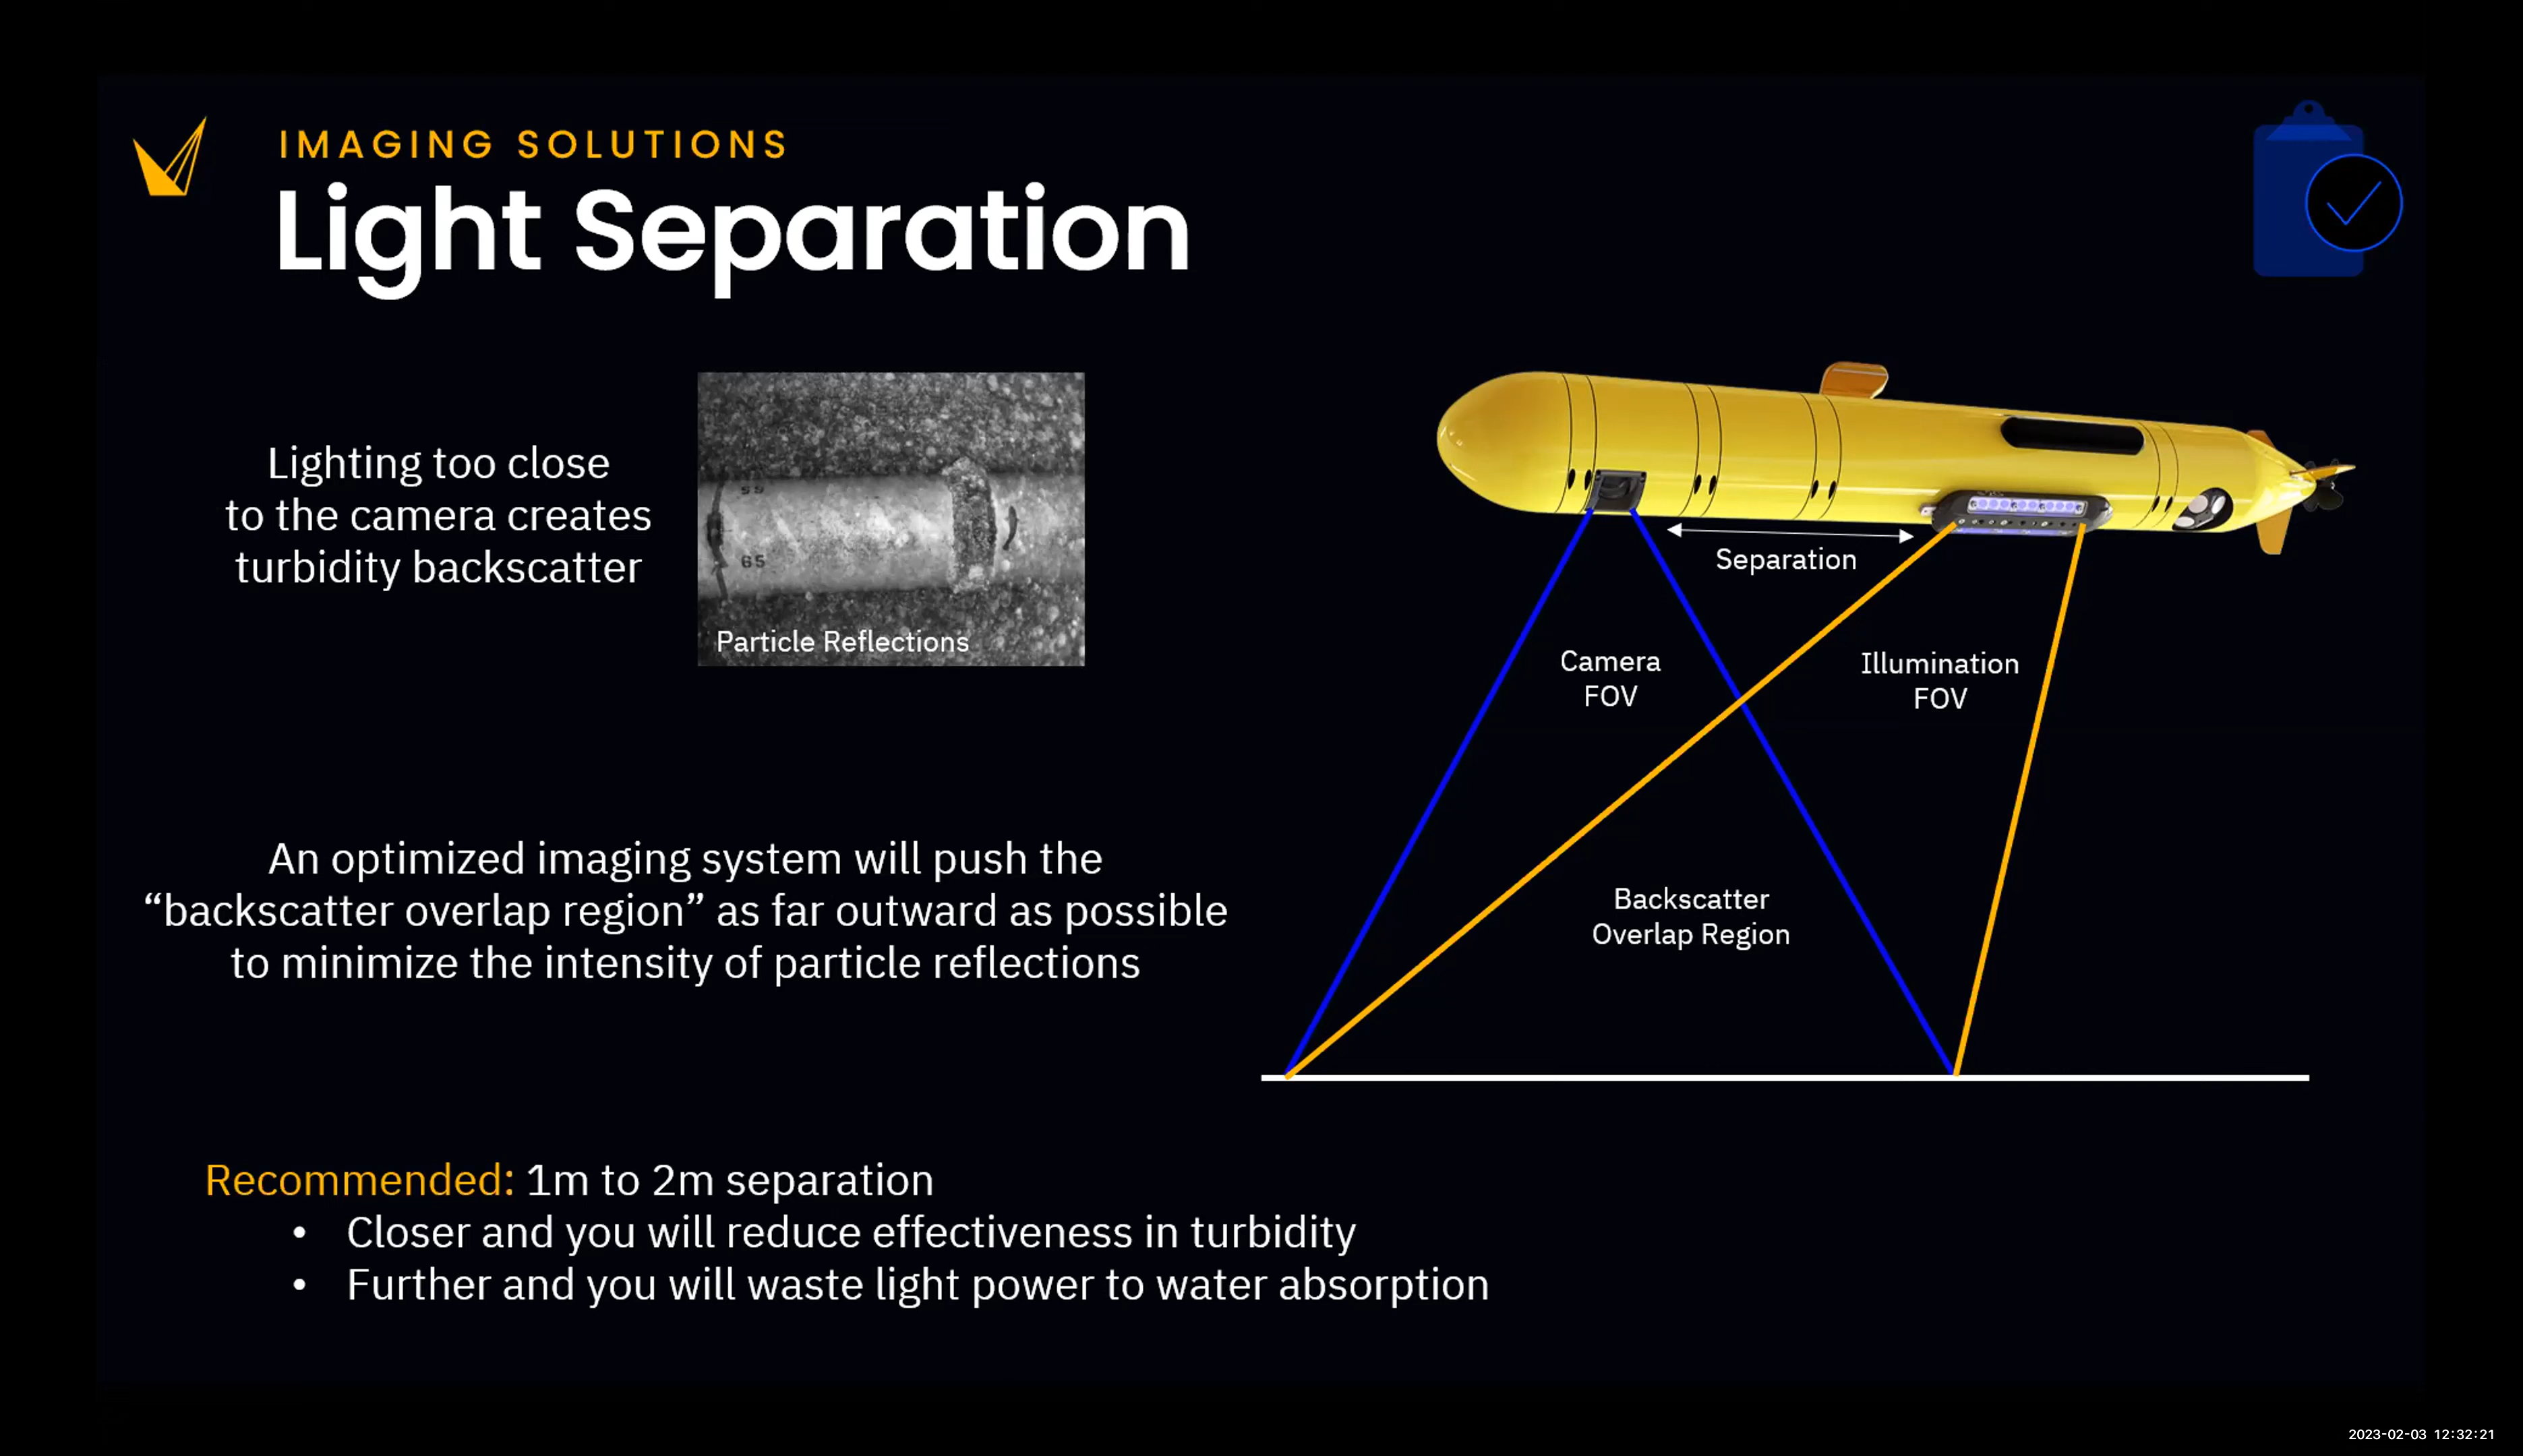 IMAGING SOLUTIONS
Light Separation
Lighting too close
to the camera creates
turbidity backscatter
65
Particle Reflections
Separation
Camera
FOV
Illumination
FOV
Backscatter
Overlap Region
An optimized imaging system will push the
“backscatter overlap region” as far outward as possible
to minimize the intensity of particle reflections
Recommended: 1m to 2m separation
• Closer and you will reduce effectiveness in turbidity
• Further and you will waste light power to water absorption
2023-02-03 12:32:21